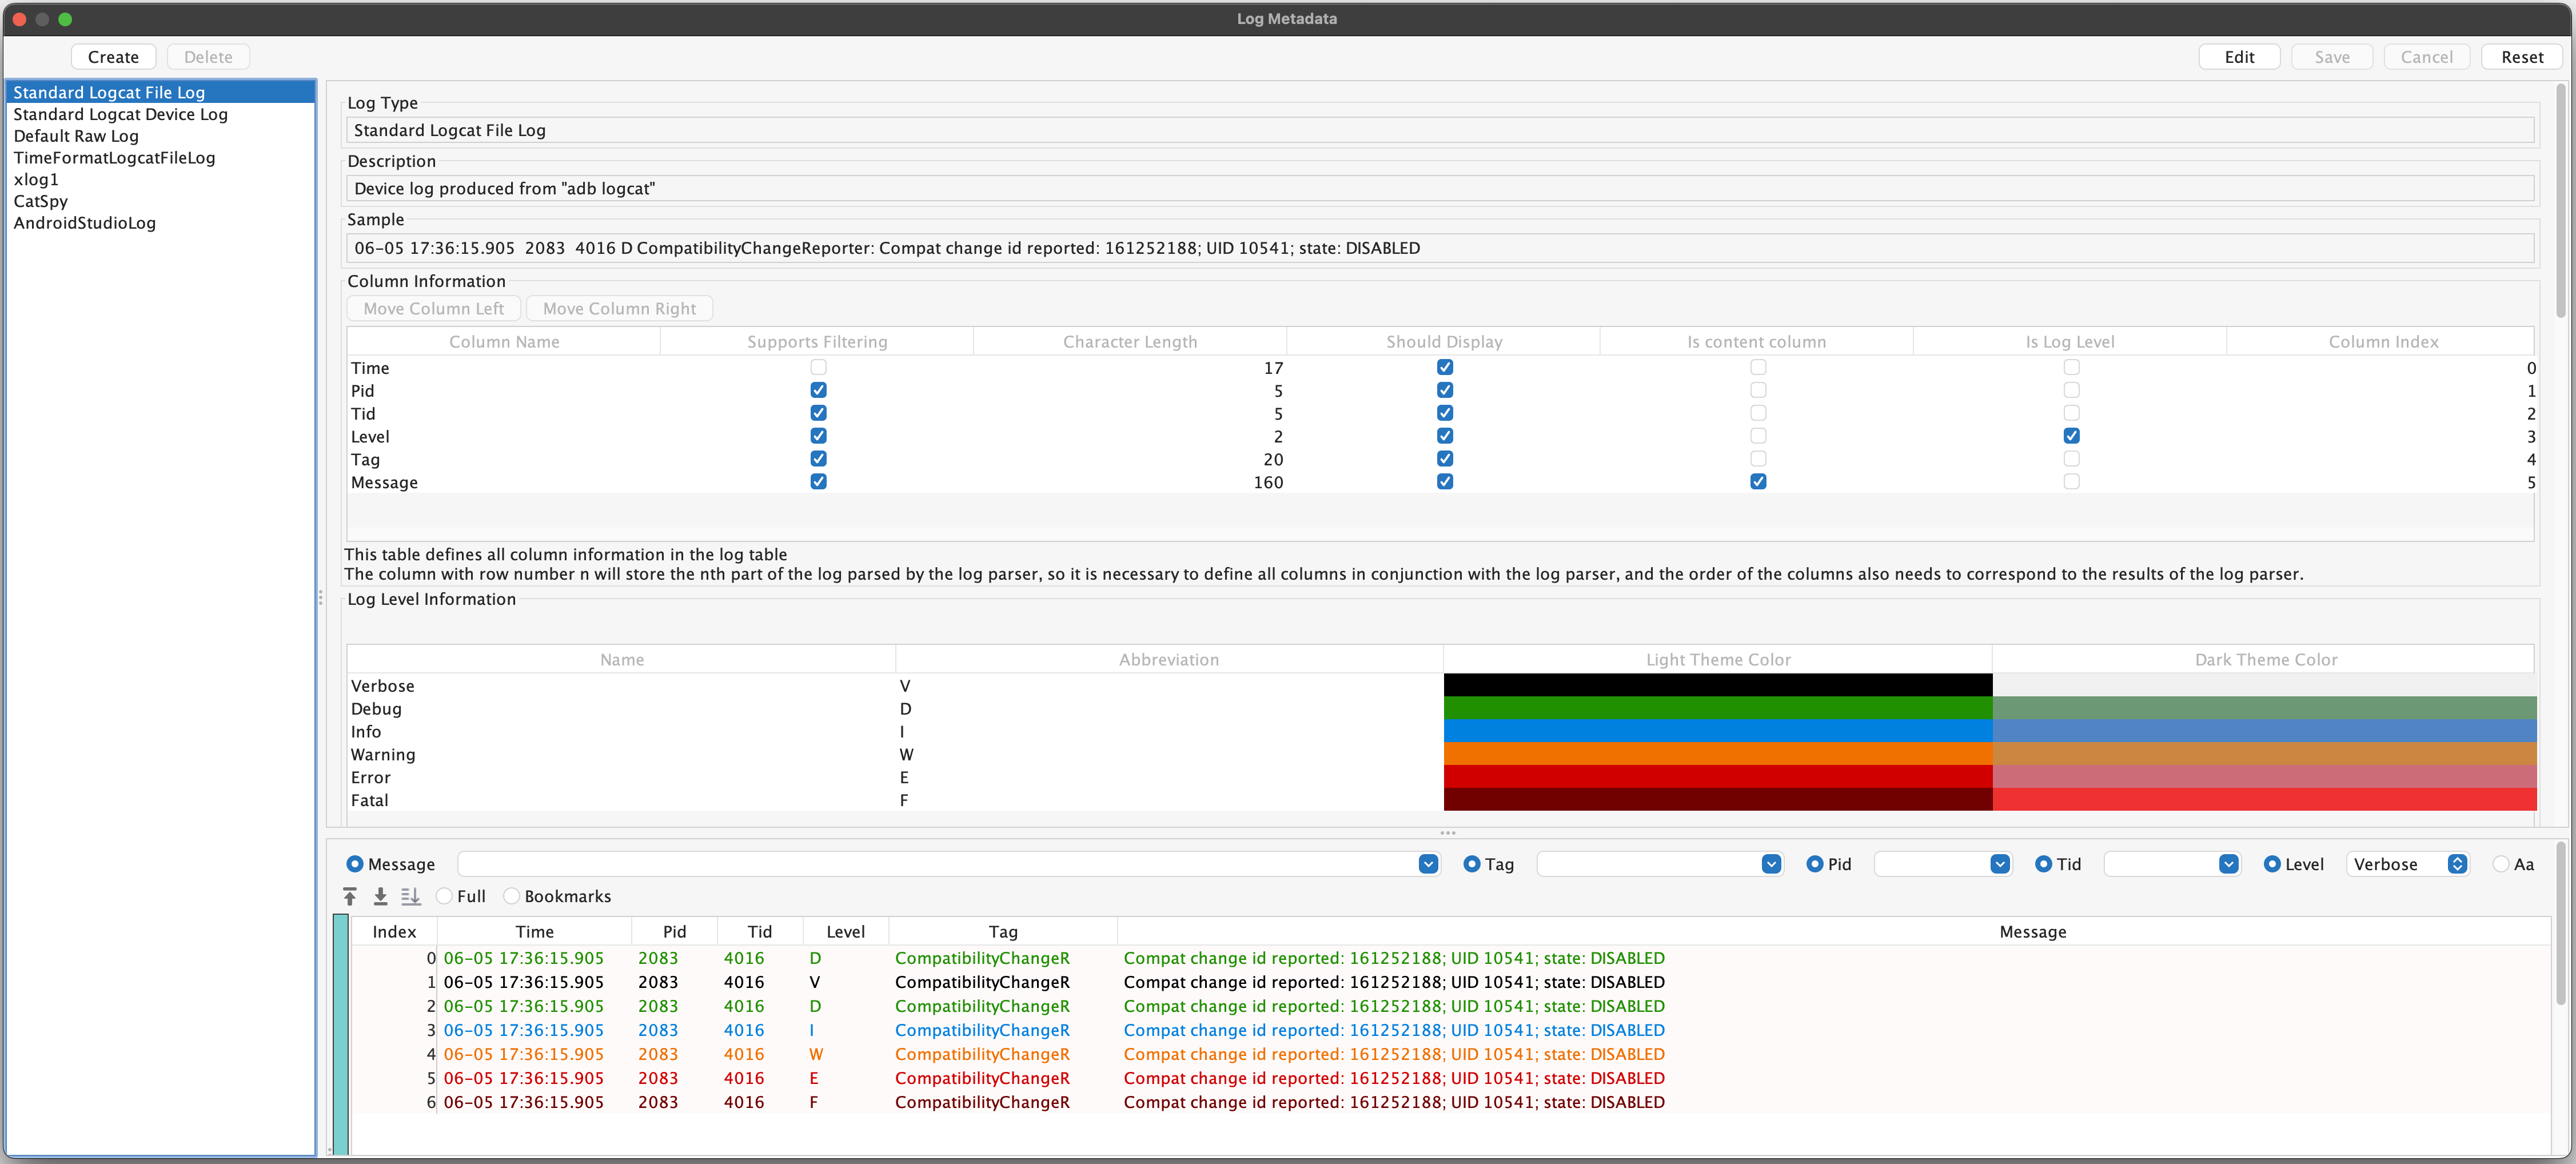 Log Metadata
Create Delete Edit Save Cancel Reset
Standard Logcat File Log
Standard Logcat Device Log
Default Raw Log
TimeFormatLogcatFileLog
xlog1
CatSpy
AndroidStudioLog
Log Type
Standard Logcat File Log
Description
Device log produced from "adb logcat"
Sample
06-05 17:36:15.905  2083  4016 D CompatibilityChangeReporter: Compat change id reported: 161252188; UID 10541; state: DISABLED
Column Information
Move Column Left Move Column Right
Column Name Supports Filtering Character Length Should Display Is content column Is Log Level Column Index
Time 17 0
Pid 5 1
Tid 5 2
Level 2 3
Tag 20 4
Message 160 5
This table defines all column information in the log table
The column with row number n will store the nth part of the log parsed by the log parser, so it is necessary to define all columns in conjunction with the log parser, and the order of the columns also needs to correspond to the results of the log parser.
Log Level Information
Name Abbreviation Light Theme Color Dark Theme Color
Verbose V
Debug D
Info I
Warning W
Error E
Fatal F
Message Tag Pid Tid Level Verbose Aa
Full Bookmarks
Index Time Pid Tid Level Tag Message
0 06-05 17:36:15.905 2083 4016 D CompatibilityChangeR Compat change id reported: 161252188; UID 10541; state: DISABLED
1 06-05 17:36:15.905 2083 4016 V CompatibilityChangeR Compat change id reported: 161252188; UID 10541; state: DISABLED
2 06-05 17:36:15.905 2083 4016 D CompatibilityChangeR Compat change id reported: 161252188; UID 10541; state: DISABLED
3 06-05 17:36:15.905 2083 4016 I CompatibilityChangeR Compat change id reported: 161252188; UID 10541; state: DISABLED
4 06-05 17:36:15.905 2083 4016 W CompatibilityChangeR Compat change id reported: 161252188; UID 10541; state: DISABLED
5 06-05 17:36:15.905 2083 4016 E CompatibilityChangeR Compat change id reported: 161252188; UID 10541; state: DISABLED
6 06-05 17:36:15.905 2083 4016 F CompatibilityChangeR Compat change id reported: 161252188; UID 10541; state: DISABLED